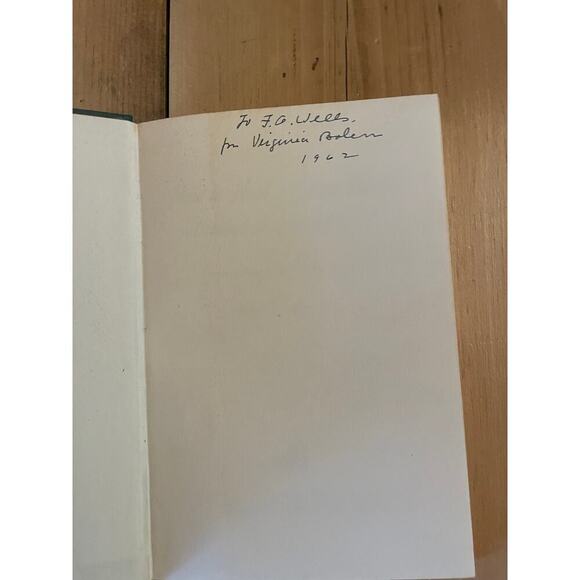 To F.G. Wells.
fm Virginia Bolen
1962